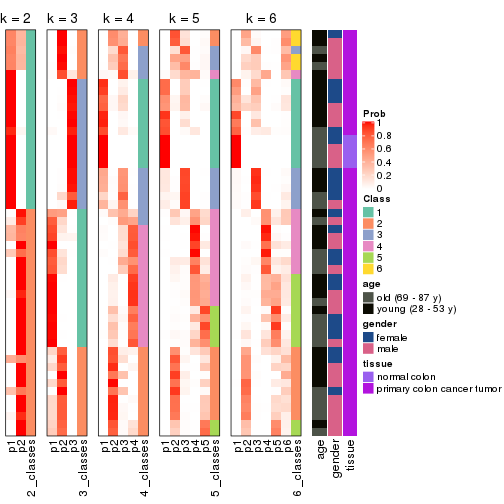 k = 2 k = 3 k = 4 k = 5 k = 6
p1
p2
2_classes
p1
p2
p3
3_classes
p1
p2
p3
p4
4_classes
p1
p2
p3
p4
p5
5_classes
p1
p2
p3
p4
p5
p6
6_classes
age
gender
tissue
Prob
1
0.8
0.6
0.4
0.2
0
Class
1
2
3
4
5
6
age
old (69 - 87 y)
young (28 - 53 y)
gender
female
male
tissue
normal colon
primary colon cancer tumor